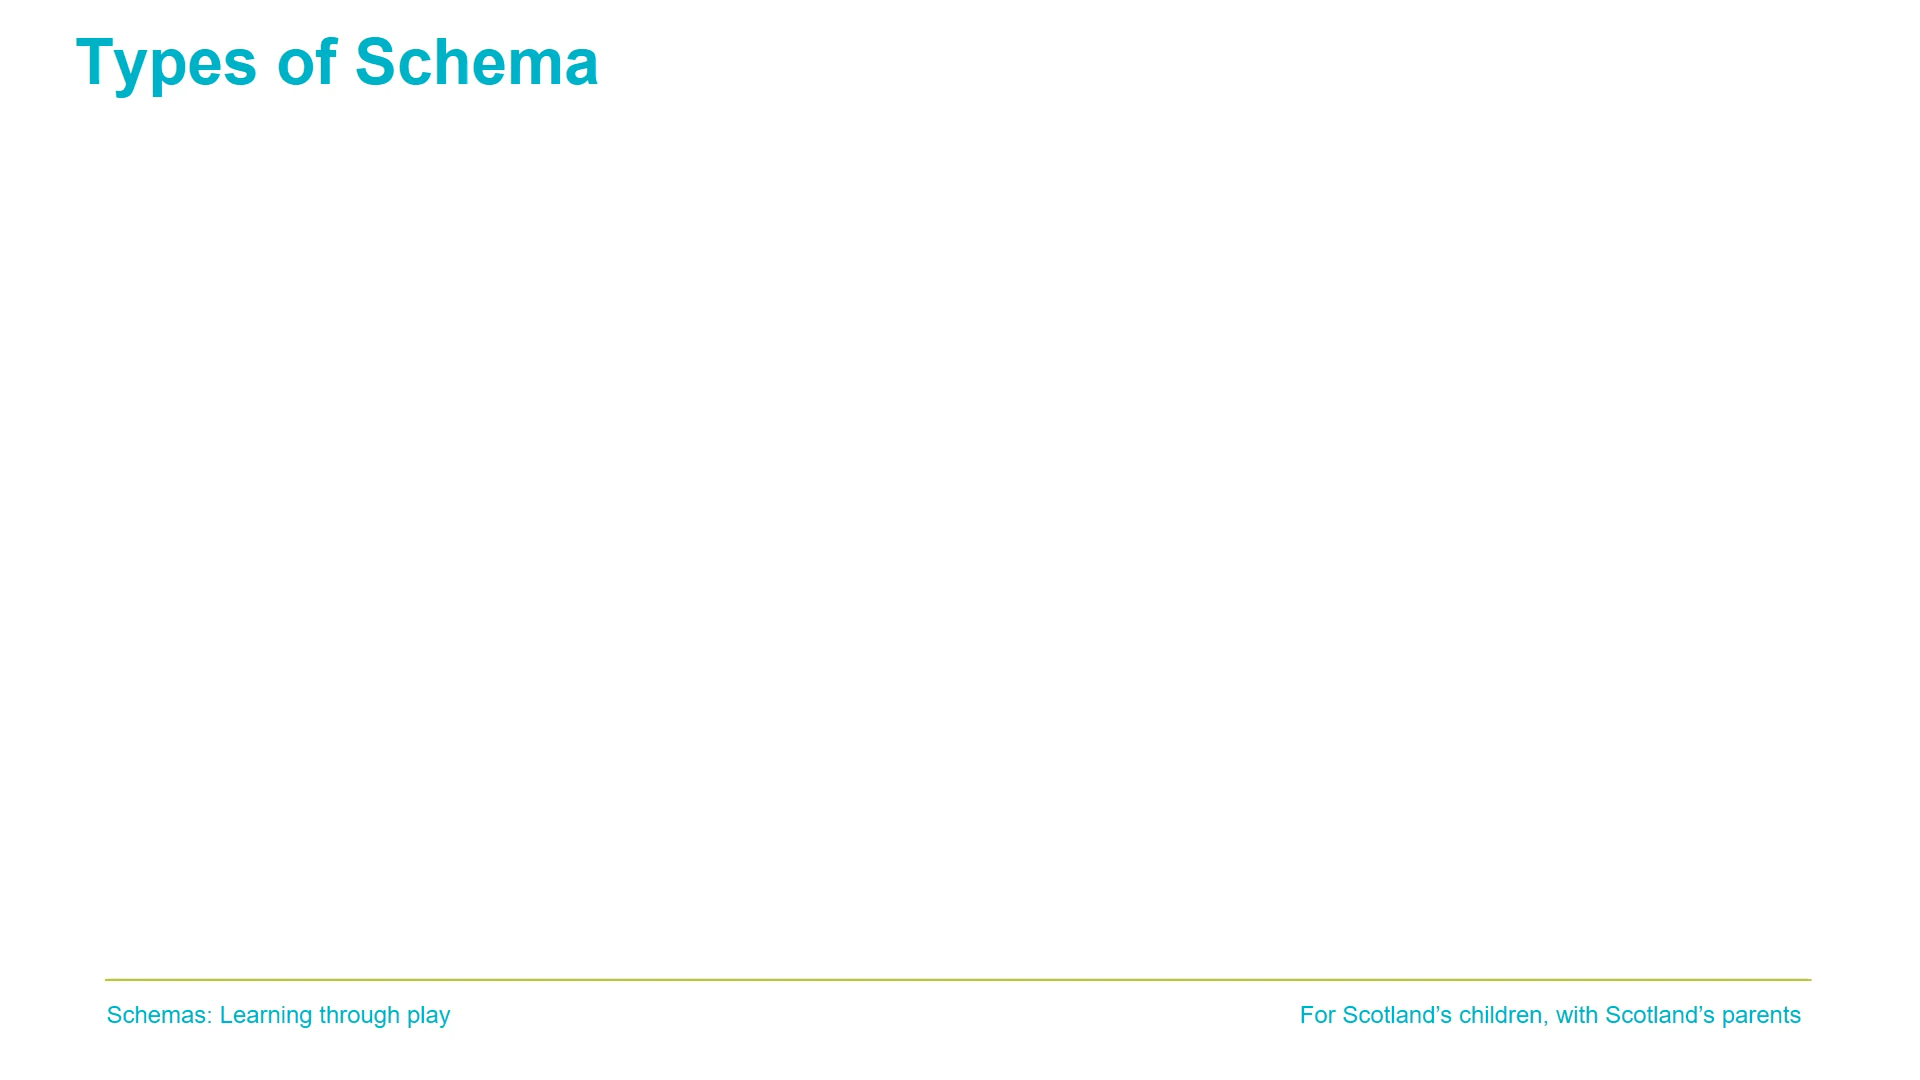 Types of Schema
Schemas: Learning through play
For Scotland’s children, with Scotland’s parents